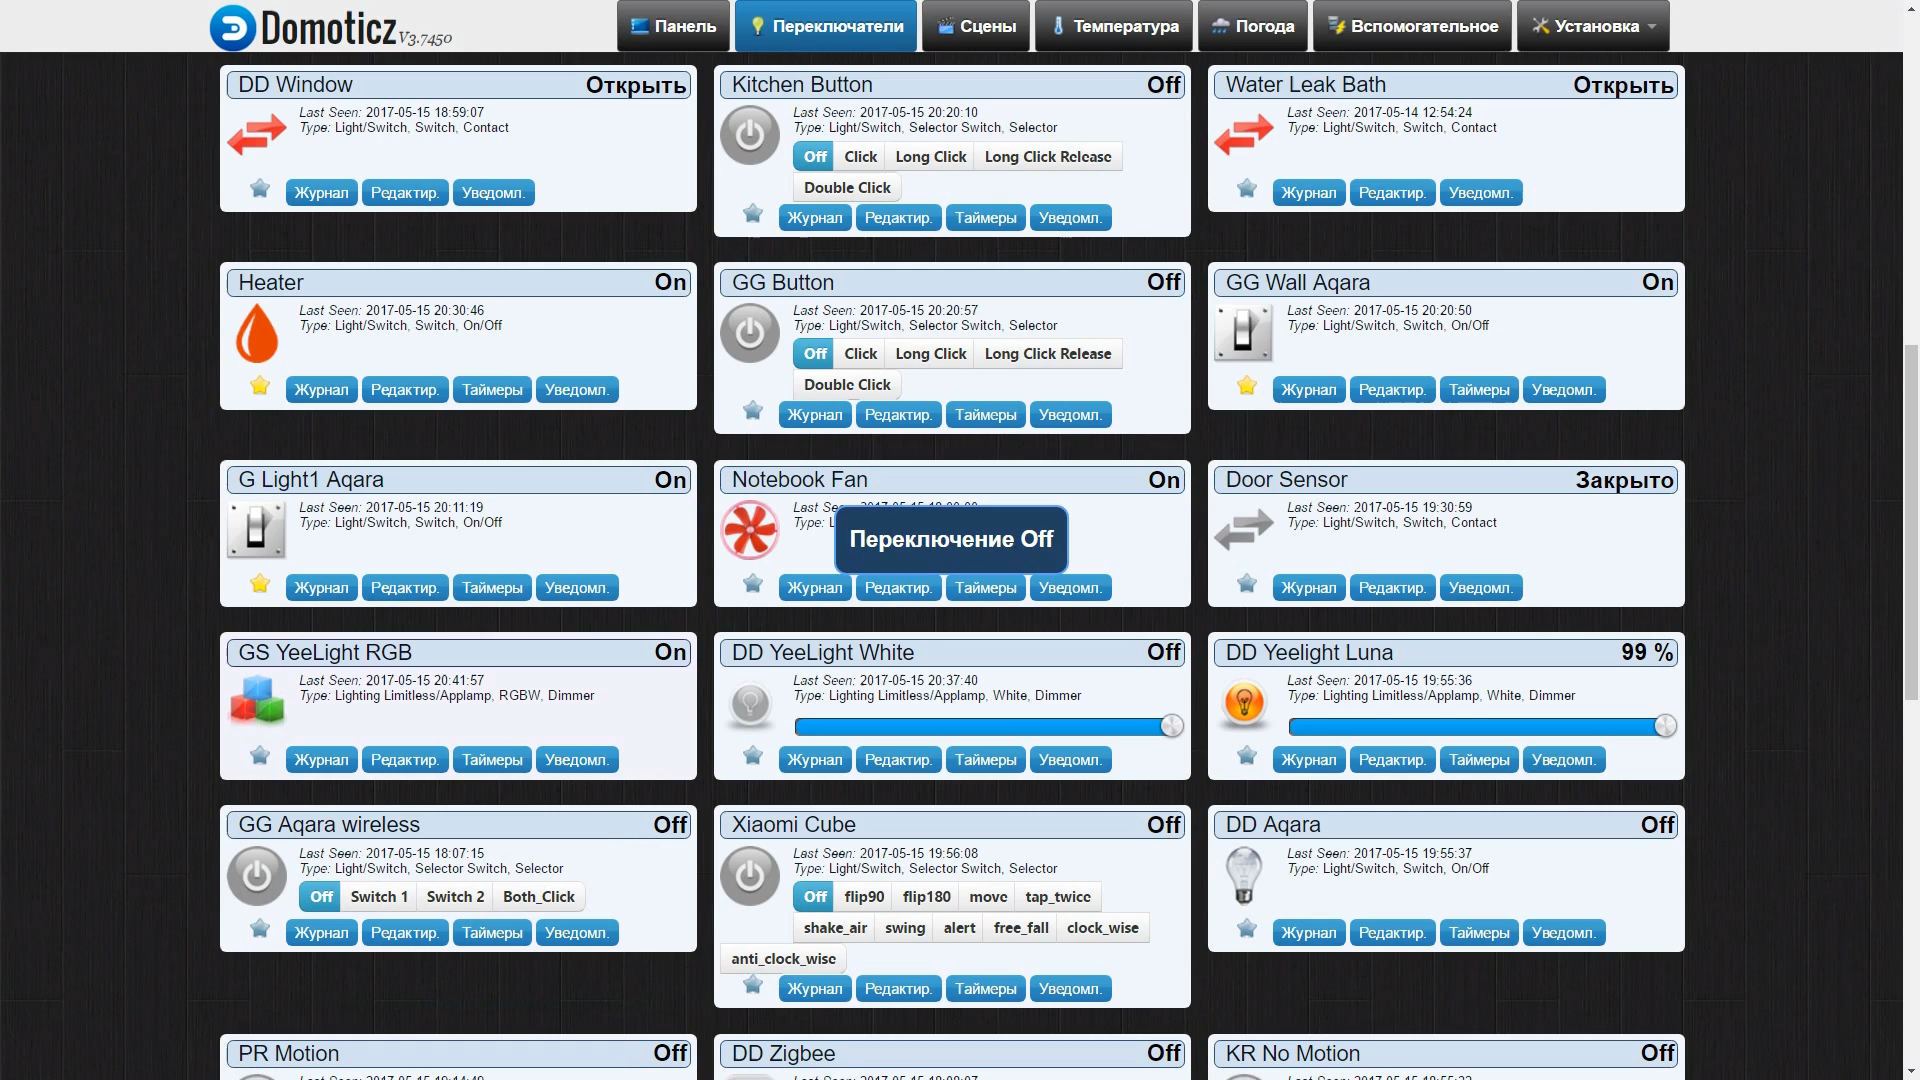 Domoticz V3.7450
Панель
Переключатели
Сцены
Температура
Погода
Вспомогательное
Установка
DD Window
Открыть
Last Seen: 2017-05-15 18:59:07
Type: Light/Switch, Switch, Contact
Журнал Редактир. Уведомл.
Kitchen Button
Off
Last Seen: 2017-05-15 20:20:10
Type: Light/Switch, Selector Switch, Selector
Off Click Long Click Long Click Release
Double Click
Журнал Редактир. Таймеры Уведомл.
Water Leak Bath
Открыть
Last Seen: 2017-05-14 12:54:24
Type: Light/Switch, Switch, Contact
Журнал Редактир. Уведомл.
Heater
On
Last Seen: 2017-05-15 20:30:46
Type: Light/Switch, Switch, On/Off
Журнал Редактир. Таймеры Уведомл.
GG Button
Off
Last Seen: 2017-05-15 20:20:57
Type: Light/Switch, Selector Switch, Selector
Off Click Long Click Long Click Release
Double Click
Журнал Редактир. Таймеры Уведомл.
GG Wall Aqara
On
Last Seen: 2017-05-15 20:20:50
Type: Light/Switch, Switch, On/Off
Журнал Редактир. Таймеры Уведомл.
G Light1 Aqara
On
Last Seen: 2017-05-15 20:11:19
Type: Light/Switch, Switch, On/Off
Журнал Редактир. Таймеры Уведомл.
Notebook Fan
On
Last
Type:
Переключение Off
Журнал Редактир. Таймеры Уведомл.
Door Sensor
Закрыто
Last Seen: 2017-05-15 19:30:59
Type: Light/Switch, Switch, Contact
Журнал Редактир. Уведомл.
GS YeeLight RGB
On
Last Seen: 2017-05-15 20:41:57
Type: Lighting Limitless/Applamp, RGBW, Dimmer
Журнал Редактир. Таймеры Уведомл.
DD YeeLight White
Off
Last Seen: 2017-05-15 20:37:40
Type: Lighting Limitless/Applamp, White, Dimmer
Журнал Редактир. Таймеры Уведомл.
DD Yeelight Luna
99 %
Last Seen: 2017-05-15 19:55:36
Type: Lighting Limitless/Applamp, White, Dimmer
Журнал Редактир. Таймеры Уведомл.
GG Aqara wireless
Off
Last Seen: 2017-05-15 18:07:15
Type: Light/Switch, Selector Switch, Selector
Off Switch 1 Switch 2 Both_Click
Журнал Редактир. Таймеры Уведомл.
Xiaomi Cube
Off
Last Seen: 2017-05-15 19:56:08
Type: Light/Switch, Selector Switch, Selector
Off flip90 flip180 move tap_twice
shake_air swing alert free_fall clock_wise
anti_clock_wise
Журнал Редактир. Таймеры Уведомл.
DD Aqara
Off
Last Seen: 2017-05-15 19:55:37
Type: Light/Switch, Switch, On/Off
Журнал Редактир. Таймеры Уведомл.
PR Motion
Off
DD Zigbee
Off
KR No Motion
Off